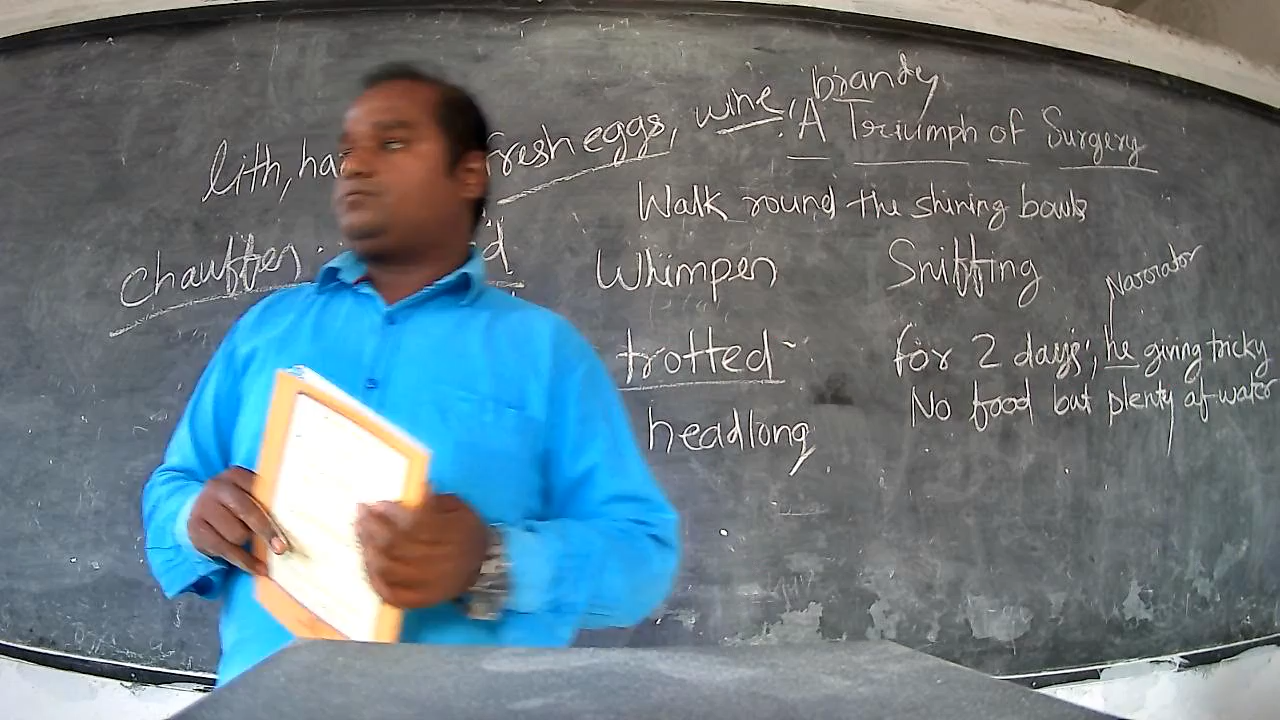 brandy
lith, fresh eggs, wine, A Triumph of Surgery
Walk round the shining bowls
chauffer Whimper Sniffing Narrator
trotted for 2 days, he giving tricky
No food but plenty of water
headlong